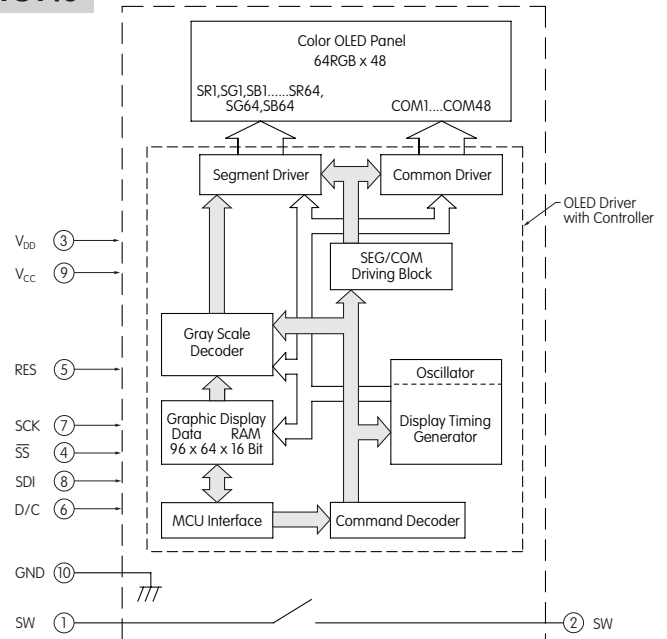 Color OLED Panel
64RGB x 48
SR1,SG1,SB1......SR64,
SG64,SB64
COM1....COM48
Segment Driver
Common Driver
OLED Driver
with Controller
VDD 3
VCC 9
SEG/COM
Driving Block
Gray Scale
Decoder
RES 5
Oscillator
Display Timing
Generator
Graphic Display
Data RAM
96 x 64 x 16 Bit
SCK 7
S̅S̅ 4
SDI 8
D/C 6
MCU Interface
Command Decoder
GND 10
SW 1
2 SW